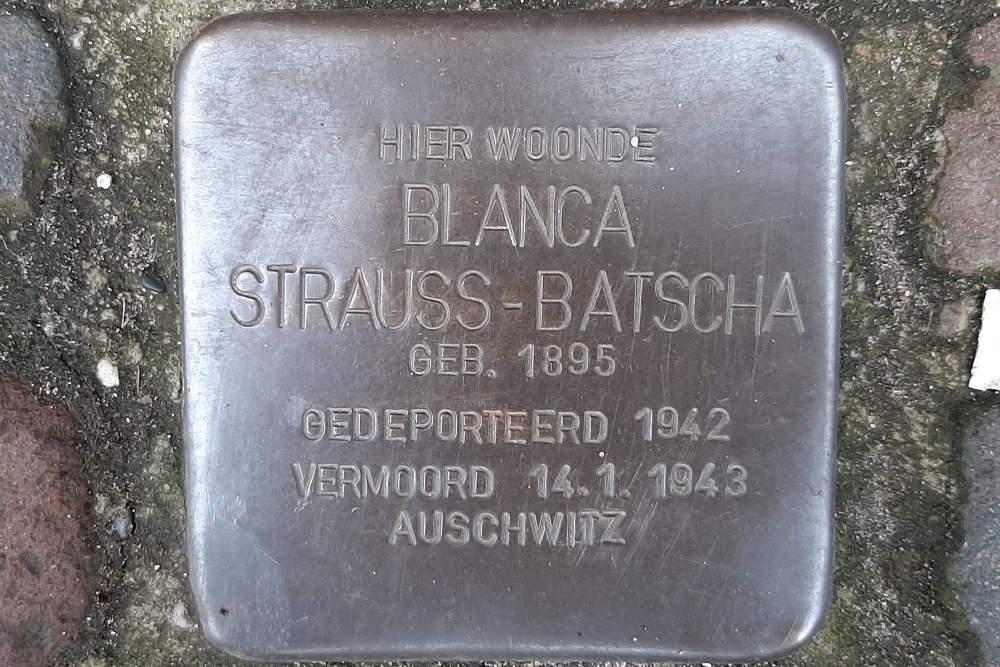 HIER WOONDE
BLANCA
STRAUSS-BATSCHA
GEB. 1895
GEDEPORTEERD 1942
VERMOORD 14.1.1943
AUSCHWITZ